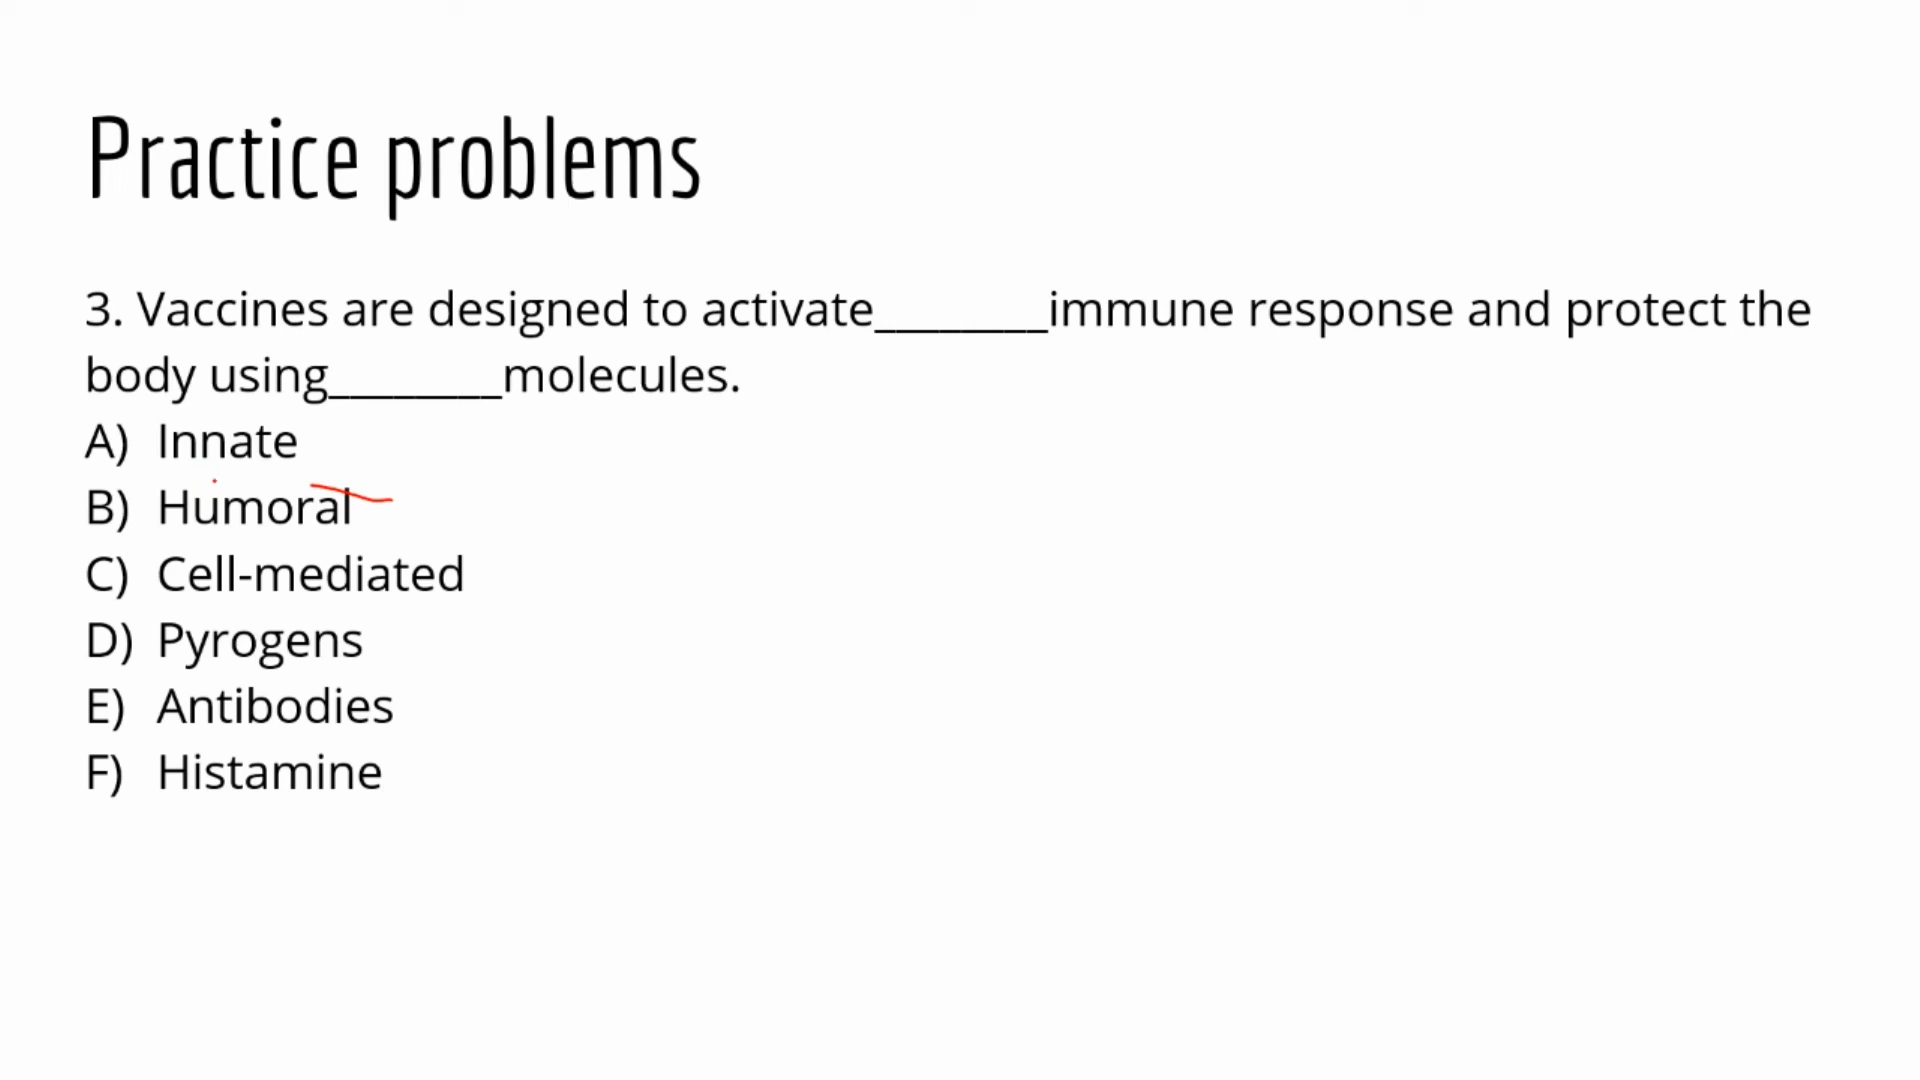 Practice problems
3. Vaccines are designed to activate________immune response and protect the
body using________molecules.
A) Innate
B) Humoral
C) Cell-mediated
D) Pyrogens
E) Antibodies
F) Histamine